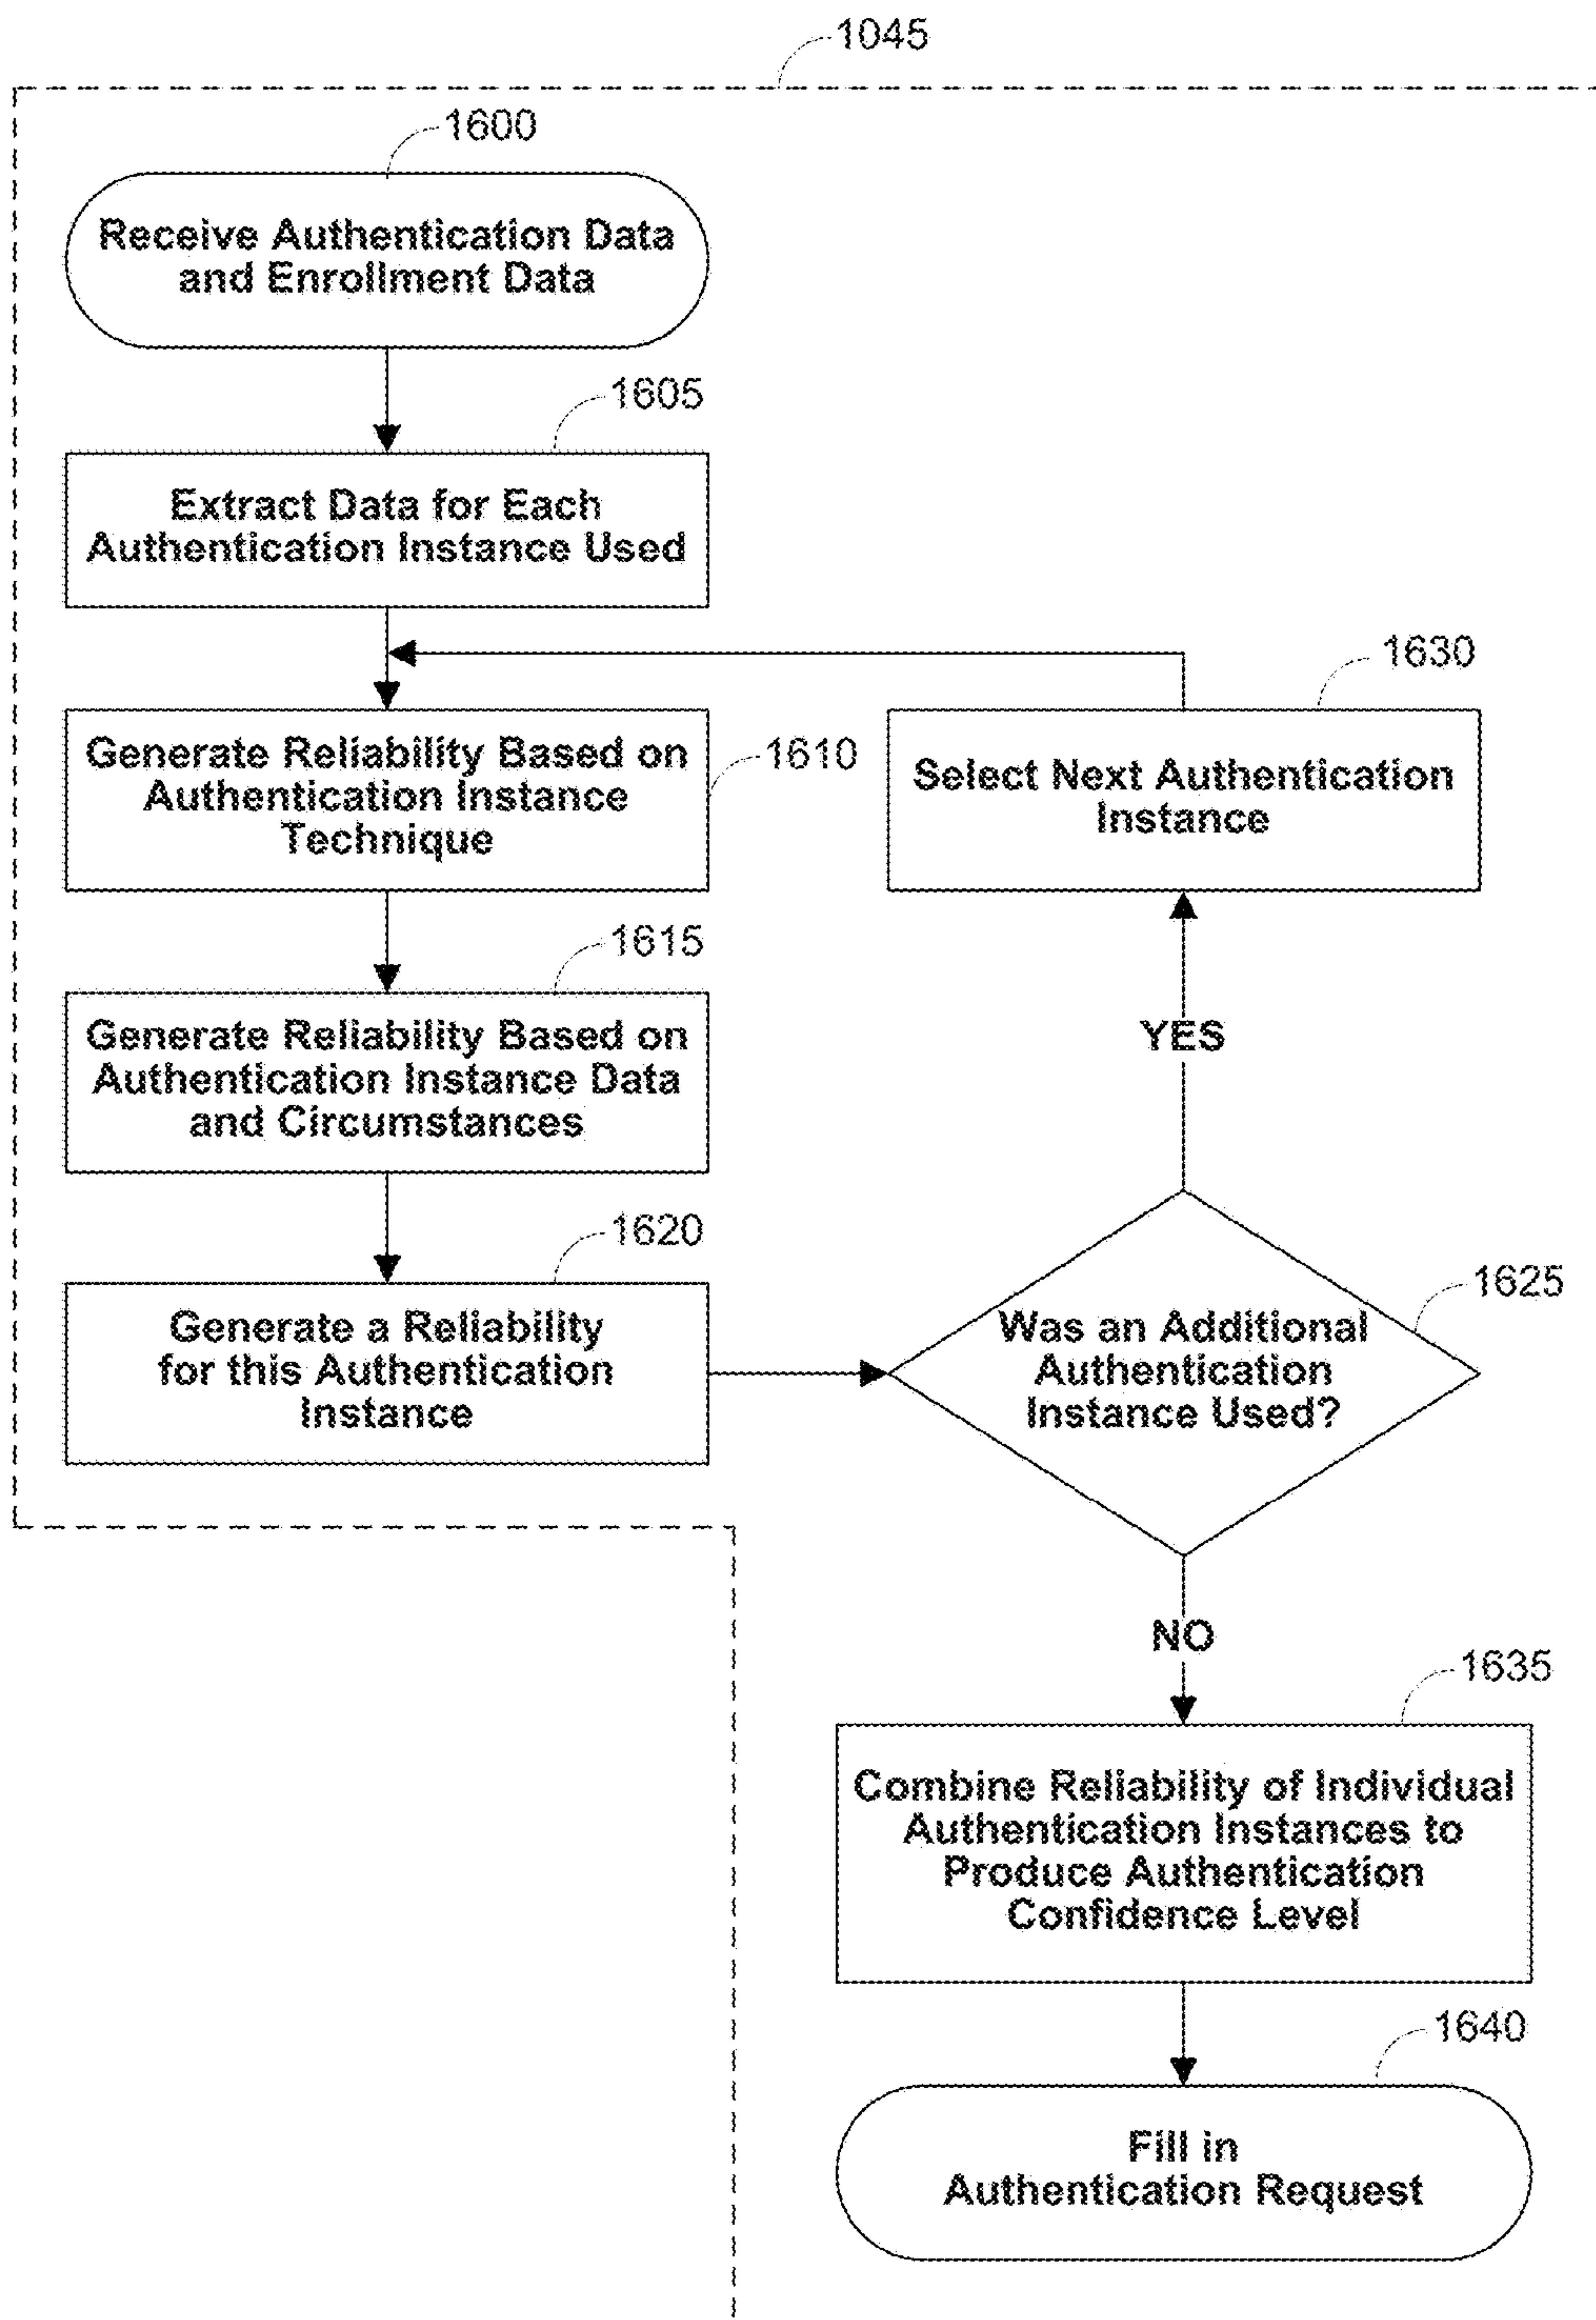 1045
1600
Receive Authentication Data
and Enrollment Data
1605
Extract Data for Each
Authentication Instance Used
1630
Generate Reliability Based on
Authentication Instance
Technique
1610
Select Next Authentication
Instance
1615
Generate Reliability Based on
Authentication Instance Data
and Circumstances
YES
1620
Generate a Reliability
for this Authentication
Instance
1625
Was an Additional
Authentication
Instance Used?
NO
1635
Combine Reliability of Individual
Authentication Instances to
Produce Authentication
Confidence Level
1640
Fill in
Authentication Request